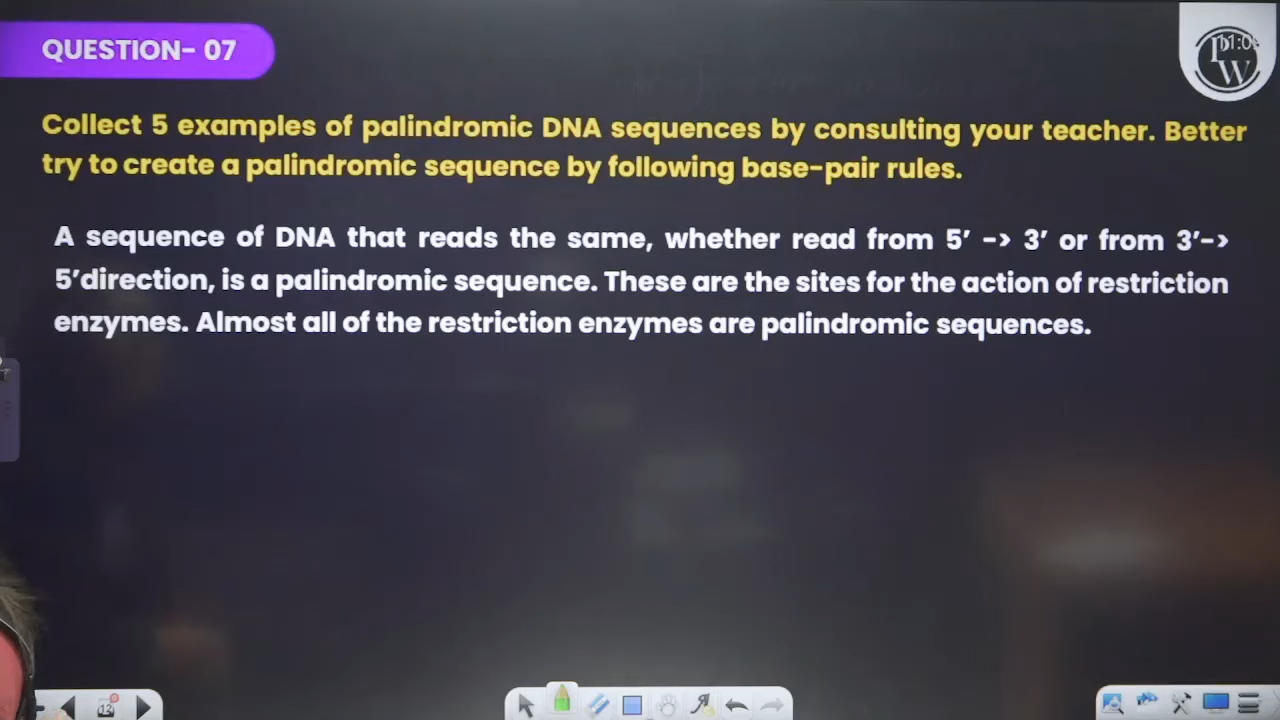 QUESTION- 07
Collect 5 examples of palindromic DNA sequences by consulting your teacher. Better
try to create a palindromic sequence by following base-pair rules.
A sequence of DNA that reads the same, whether read from 5’ -> 3’ or from 3’->
5’direction, is a palindromic sequence. These are the sites for the action of restriction
enzymes. Almost all of the restriction enzymes are palindromic sequences.
13